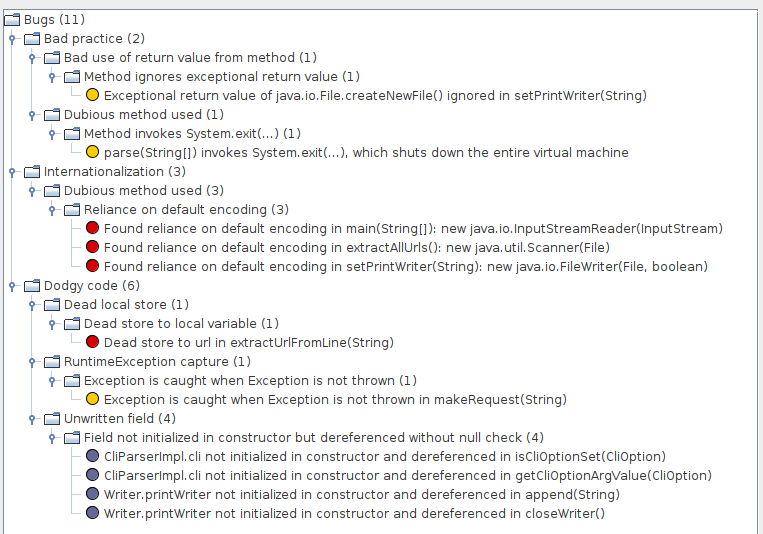 Bugs (11)
Bad practice (2)
Bad use of return value from method (1)
Method ignores exceptional return value (1)
Exceptional return value of java.io.File.createNewFile() ignored in setPrintWriter(String)
Dubious method used (1)
Method invokes System.exit(...) (1)
parse(String[]) invokes System.exit(...), which shuts down the entire virtual machine
Internationalization (3)
Dubious method used (3)
Reliance on default encoding (3)
Found reliance on default encoding in main(String[]): new java.io.InputStreamReader(InputStream)
Found reliance on default encoding in extractAllUrls(): new java.util.Scanner(File)
Found reliance on default encoding in setPrintWriter(String): new java.io.FileWriter(File, boolean)
Dodgy code (6)
Dead local store (1)
Dead store to local variable (1)
Dead store to url in extractUrlFromLine(String)
RuntimeException capture (1)
Exception is caught when Exception is not thrown (1)
Exception is caught when Exception is not thrown in makeRequest(String)
Unwritten field (4)
Field not initialized in constructor but dereferenced without null check (4)
CliParserImpl.cli not initialized in constructor and dereferenced in isCliOptionSet(CliOption)
CliParserImpl.cli not initialized in constructor and dereferenced in getCliOptionArgValue(CliOption)
Writer.printWriter not initialized in constructor and dereferenced in append(String)
Writer.printWriter not initialized in constructor and dereferenced in closeWriter()